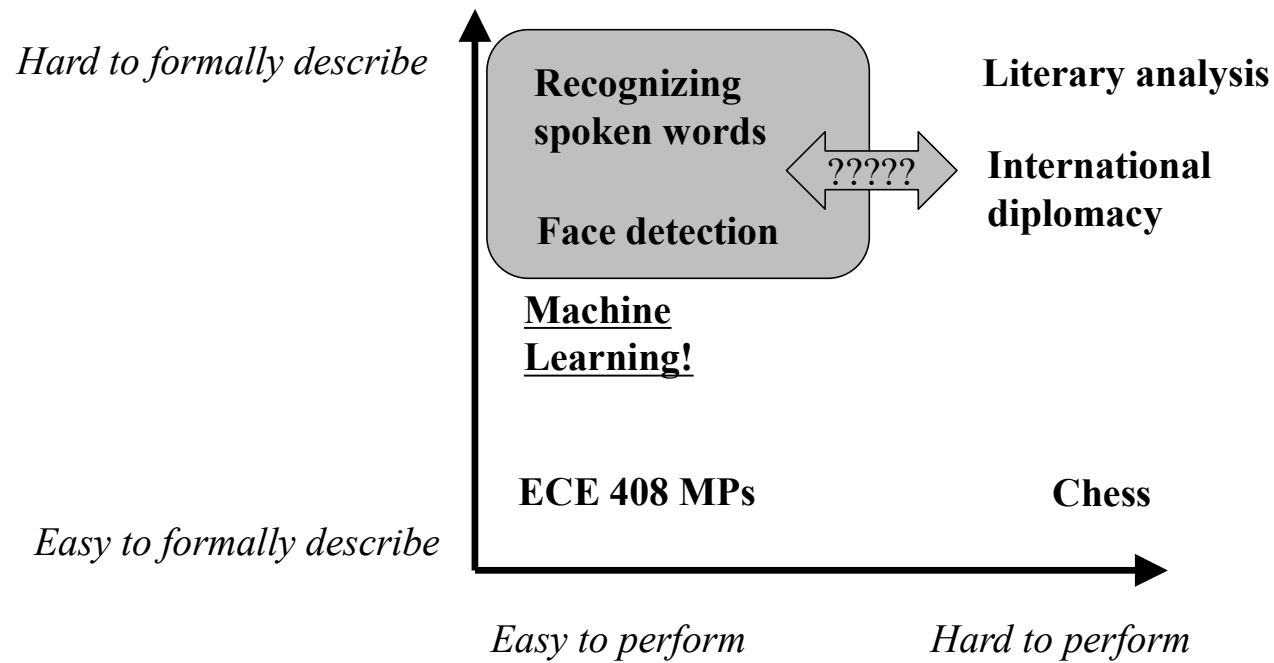 Hard to formally describe
Recognizing
spoken words
Literary analysis
?????
International
diplomacy
Face detection
Machine
Learning!
ECE 408 MPs
Chess
Easy to formally describe
Easy to perform
Hard to perform